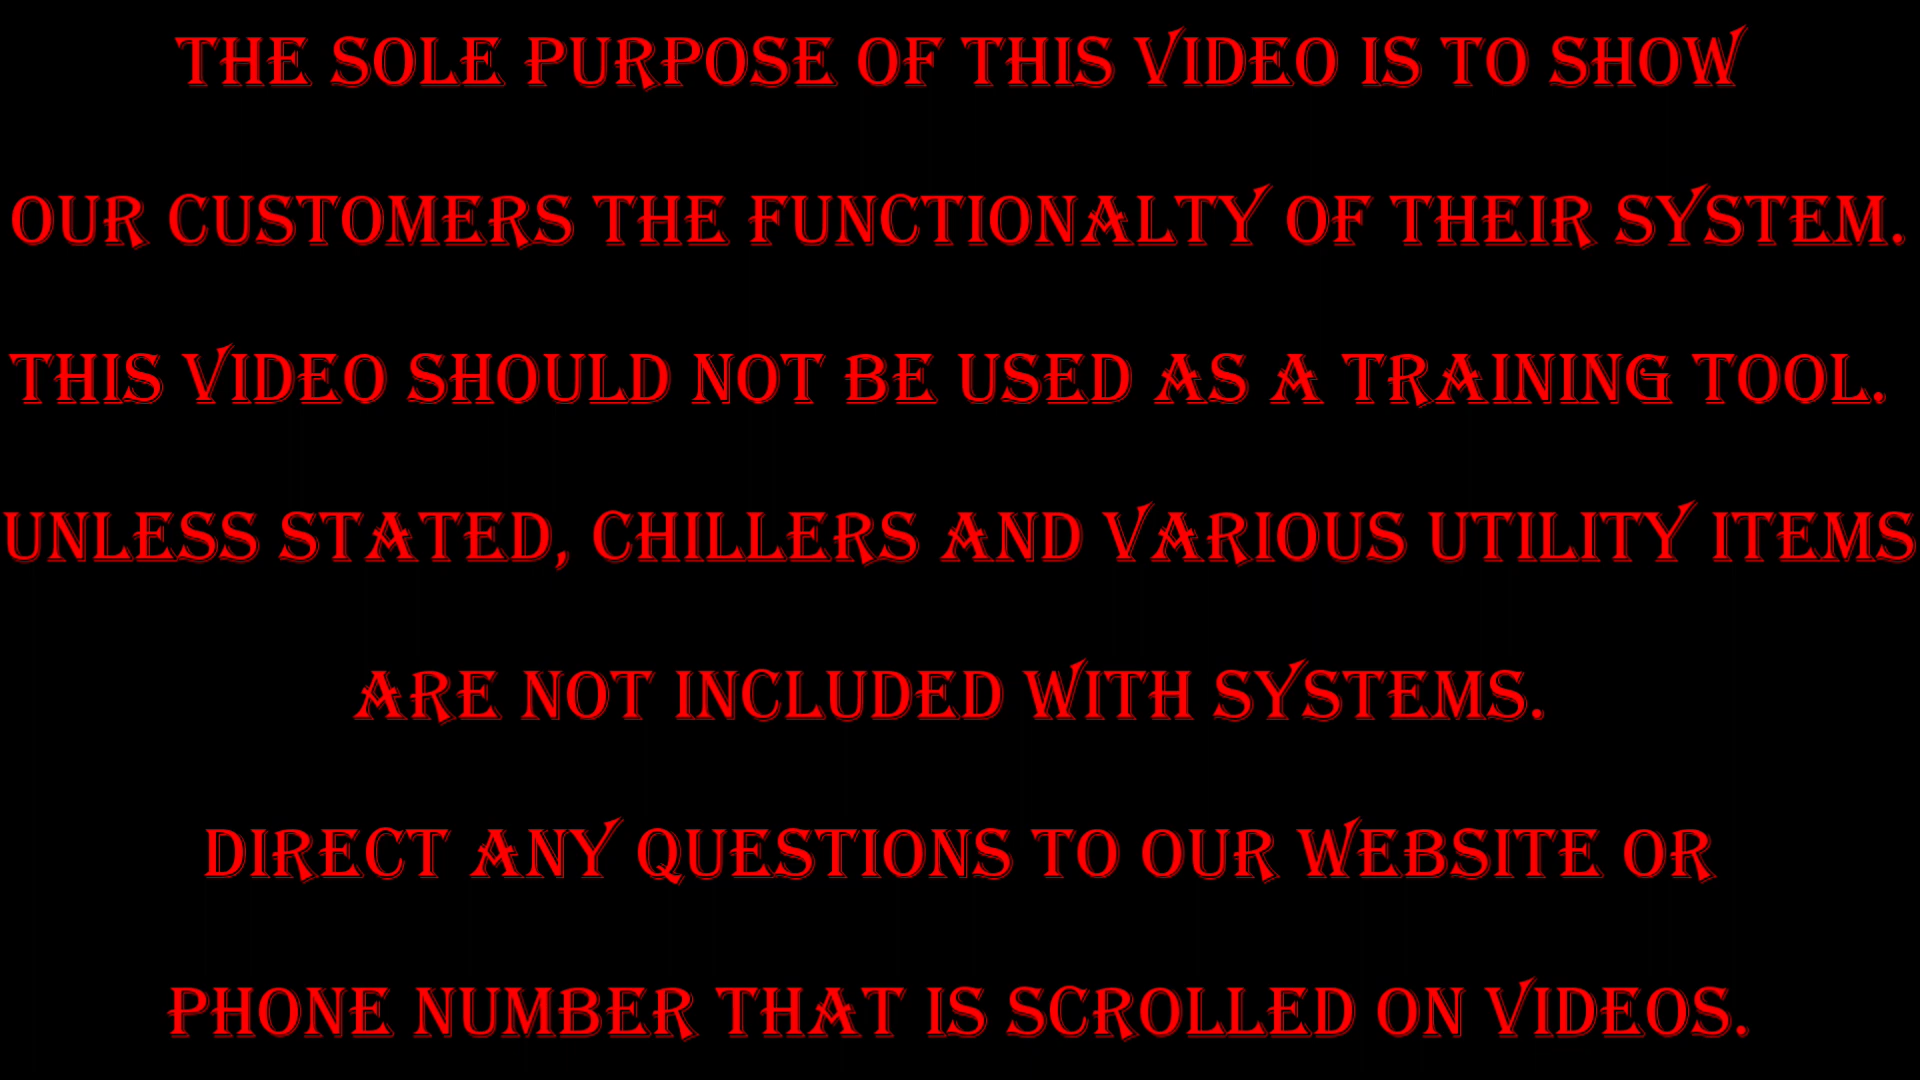 THE SOLE PURPOSE OF THIS VIDEO IS TO SHOW
OUR CUSTOMERS THE FUNCTIONALTY OF THEIR SYSTEM.
THIS VIDEO SHOULD NOT BE USED AS A TRAINING TOOL.
UNLESS STATED, CHILLERS AND VARIOUS UTILITY ITEMS
ARE NOT INCLUDED WITH SYSTEMS.
DIRECT ANY QUESTIONS TO OUR WEBSITE OR
PHONE NUMBER THAT IS SCROLLED ON VIDEOS.